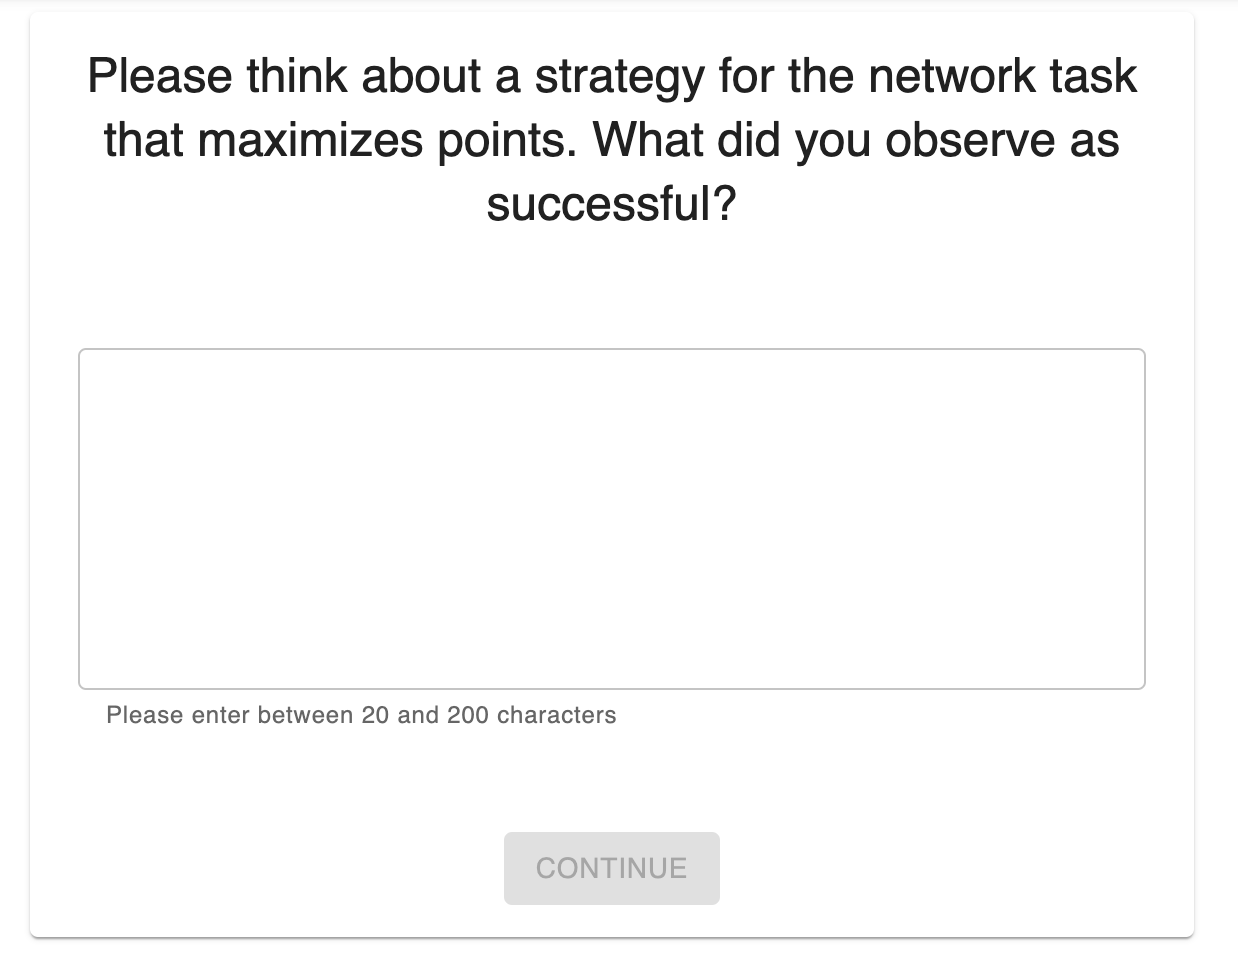 Please think about a strategy for the network task
that maximizes points. What did you observe as
successful?
Please enter between 20 and 200 characters
CONTINUE